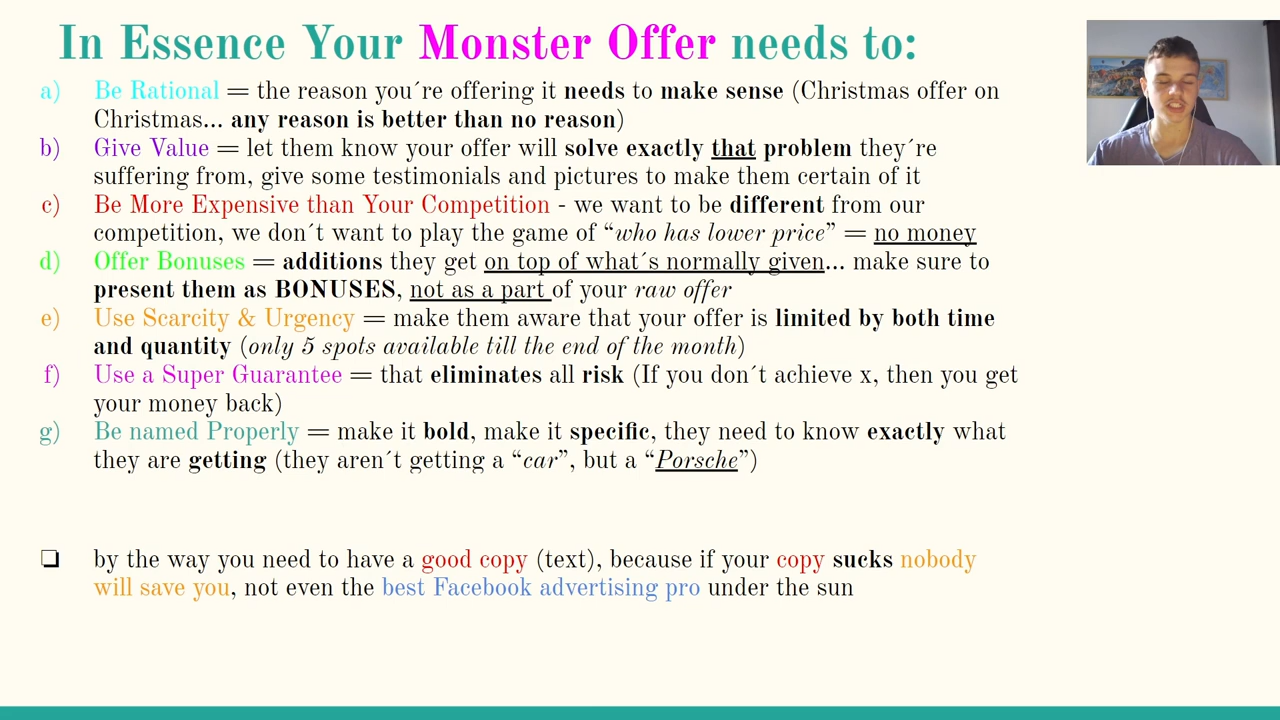 In Essence Your Monster Offer needs to:
a) Be Rational = the reason you´re offering it needs to make sense (Christmas offer on
Christmas... any reason is better than no reason)
b) Give Value = let them know your offer will solve exactly that problem they´re
suffering from, give some testimonials and pictures to make them certain of it
c) Be More Expensive than Your Competition - we want to be different from our
competition, we don´t want to play the game of “who has lower price” = no money
d) Offer Bonuses = additions they get on top of what´s normally given... make sure to
present them as BONUSES, not as a part of your raw offer
e) Use Scarcity & Urgency = make them aware that your offer is limited by both time
and quantity (only 5 spots available till the end of the month)
f) Use a Super Guarantee = that eliminates all risk (If you don´t achieve x, then you get
your money back)
g) Be named Properly = make it bold, make it specific, they need to know exactly what
they are getting (they aren´t getting a “car”, but a “Porsche”)
❏ by the way you need to have a good copy (text), because if your copy sucks nobody
will save you, not even the best Facebook advertising pro under the sun